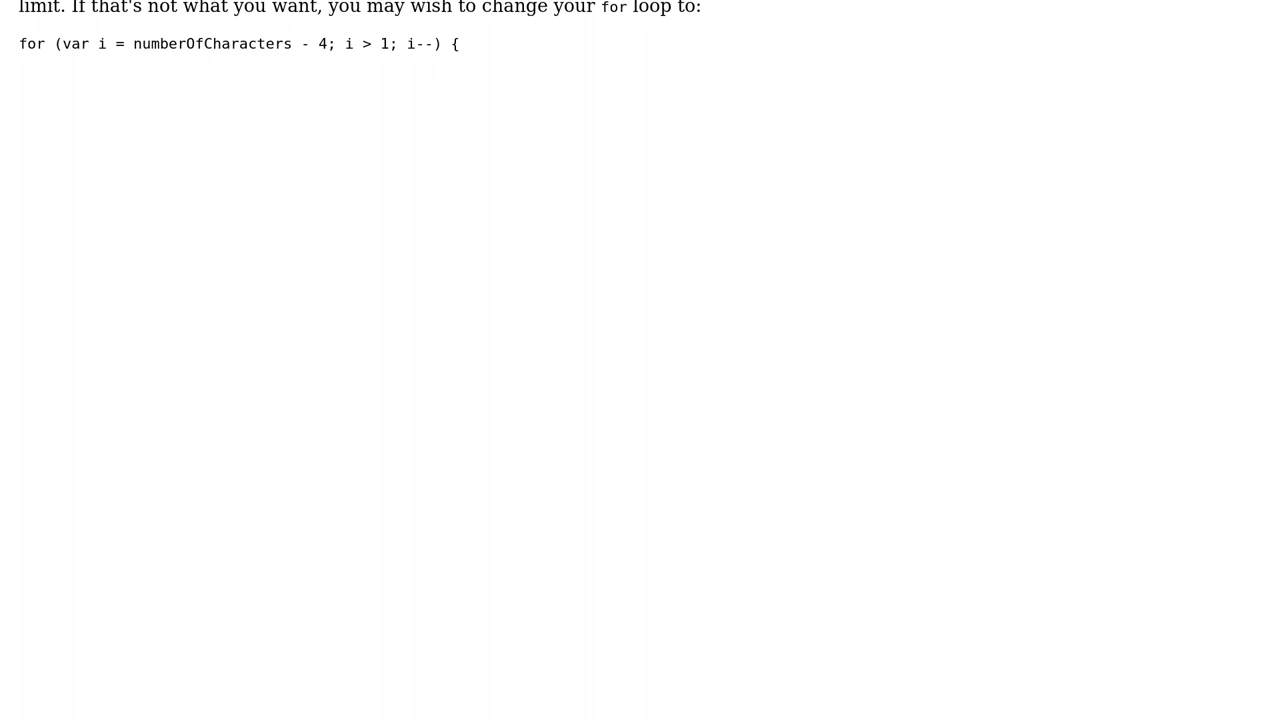 limit. If that's not what you want, you may wish to change your for loop to:
for (var i = numberOfCharacters - 4; i > 1; i--) {